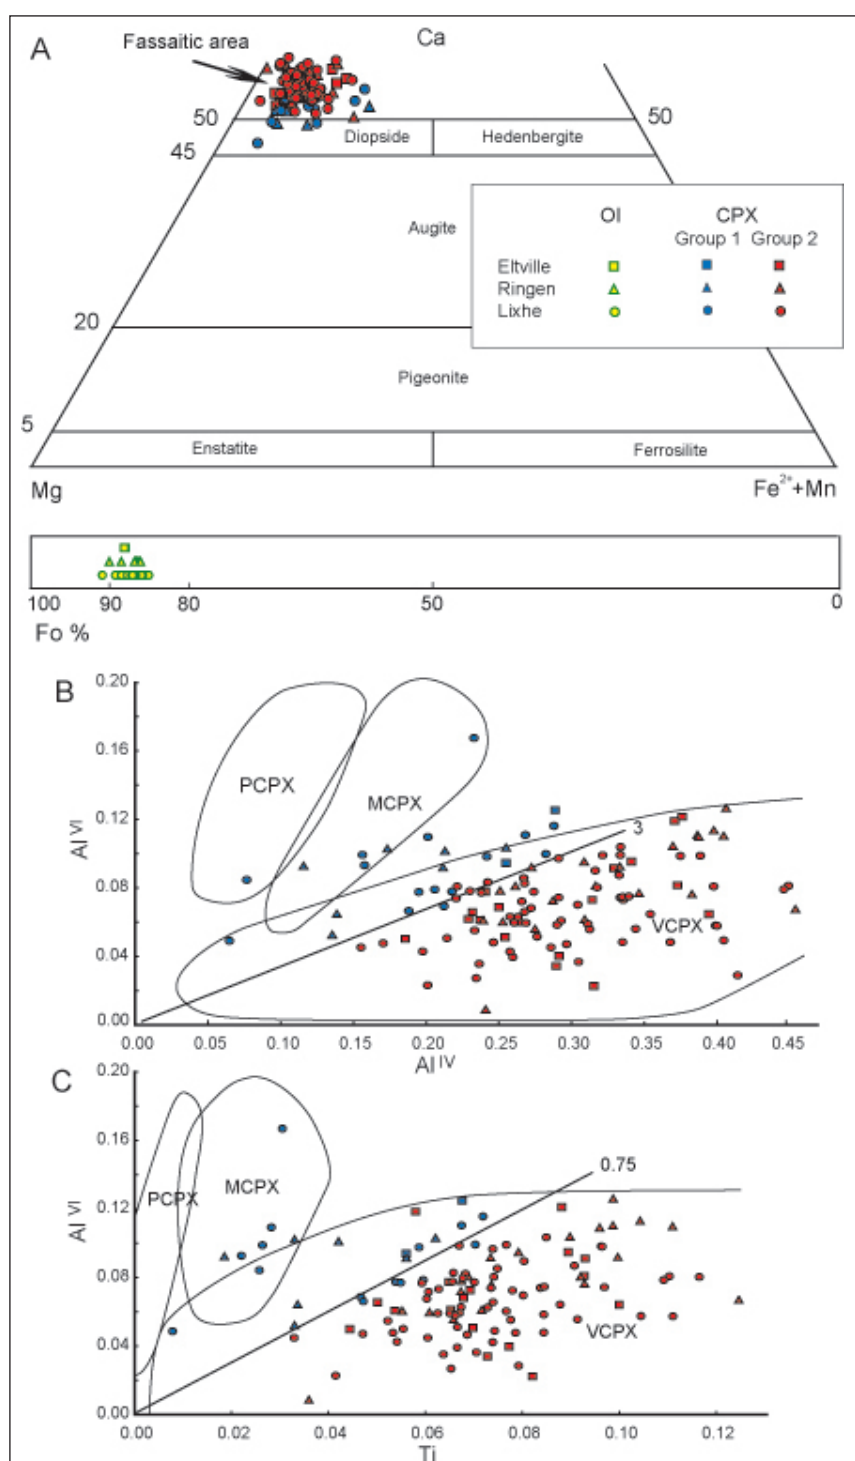 A
Fassaitic area
Ca
50
50
Diopside
Hedenbergite
45
Augite
Ol
CPX
Group 1
Group 2
Eltville
Ringen
Lixhe
20
Pigeonite
5
Enstatite
Ferrosilite
Mg
Fe²⁺+Mn
100
90
80
50
0
Fo %
B
0.20
0.16
0.12
0.08
0.04
0.00
Al VI
PCPX
MCPX
3
VCPX
0.00
0.05
0.10
0.15
0.20
0.25
0.30
0.35
0.40
0.45
Al IV
C
0.20
0.16
0.12
0.08
0.04
0.00
Al VI
PCPX
MCPX
0.75
VCPX
0.00
0.02
0.04
0.06
0.08
0.10
0.12
Ti